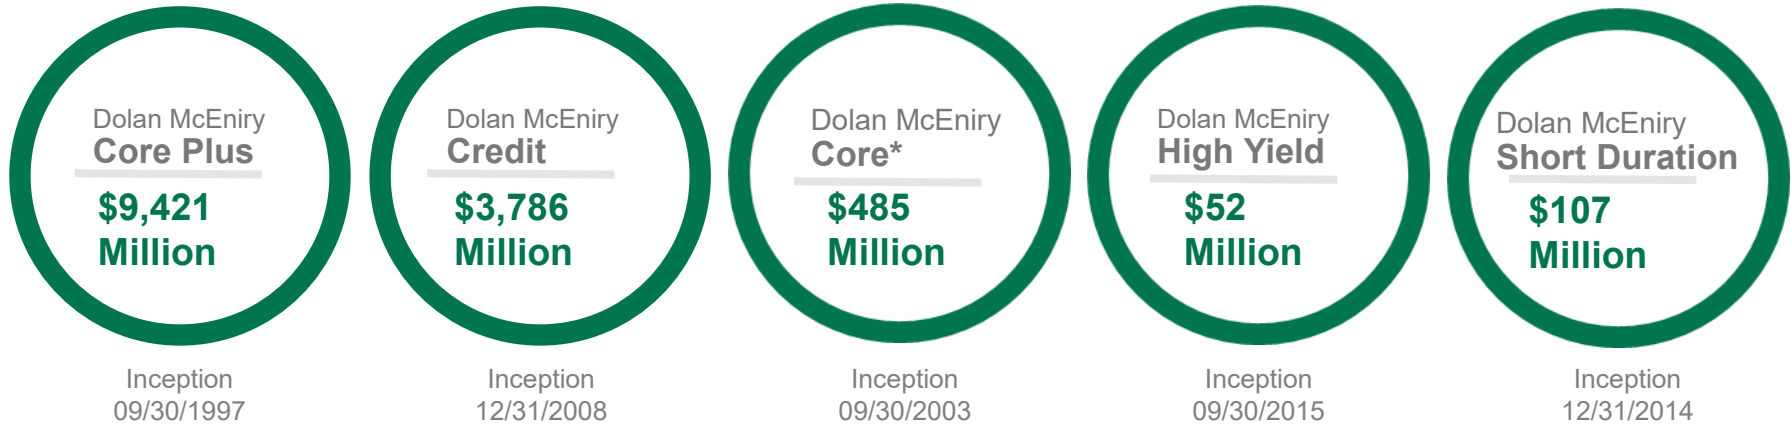 Dolan McEniry
Core Plus
$9,421
Million
Inception
09/30/1997
Dolan McEniry
Credit
$3,786
Million
Inception
12/31/2008
Dolan McEniry
Core*
$485
Million
Inception
09/30/2003
Dolan McEniry
High Yield
$52
Million
Inception
09/30/2015
Dolan McEniry
Short Duration
$107
Million
Inception
12/31/2014